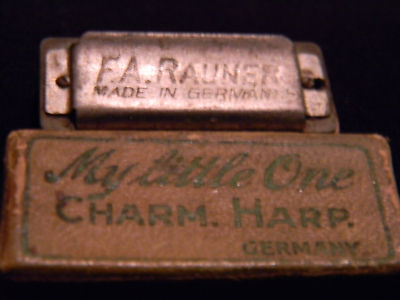 F.A. RAUNER
MADE IN GERMANY
My little One
CHARM. HARP.
GERMANY